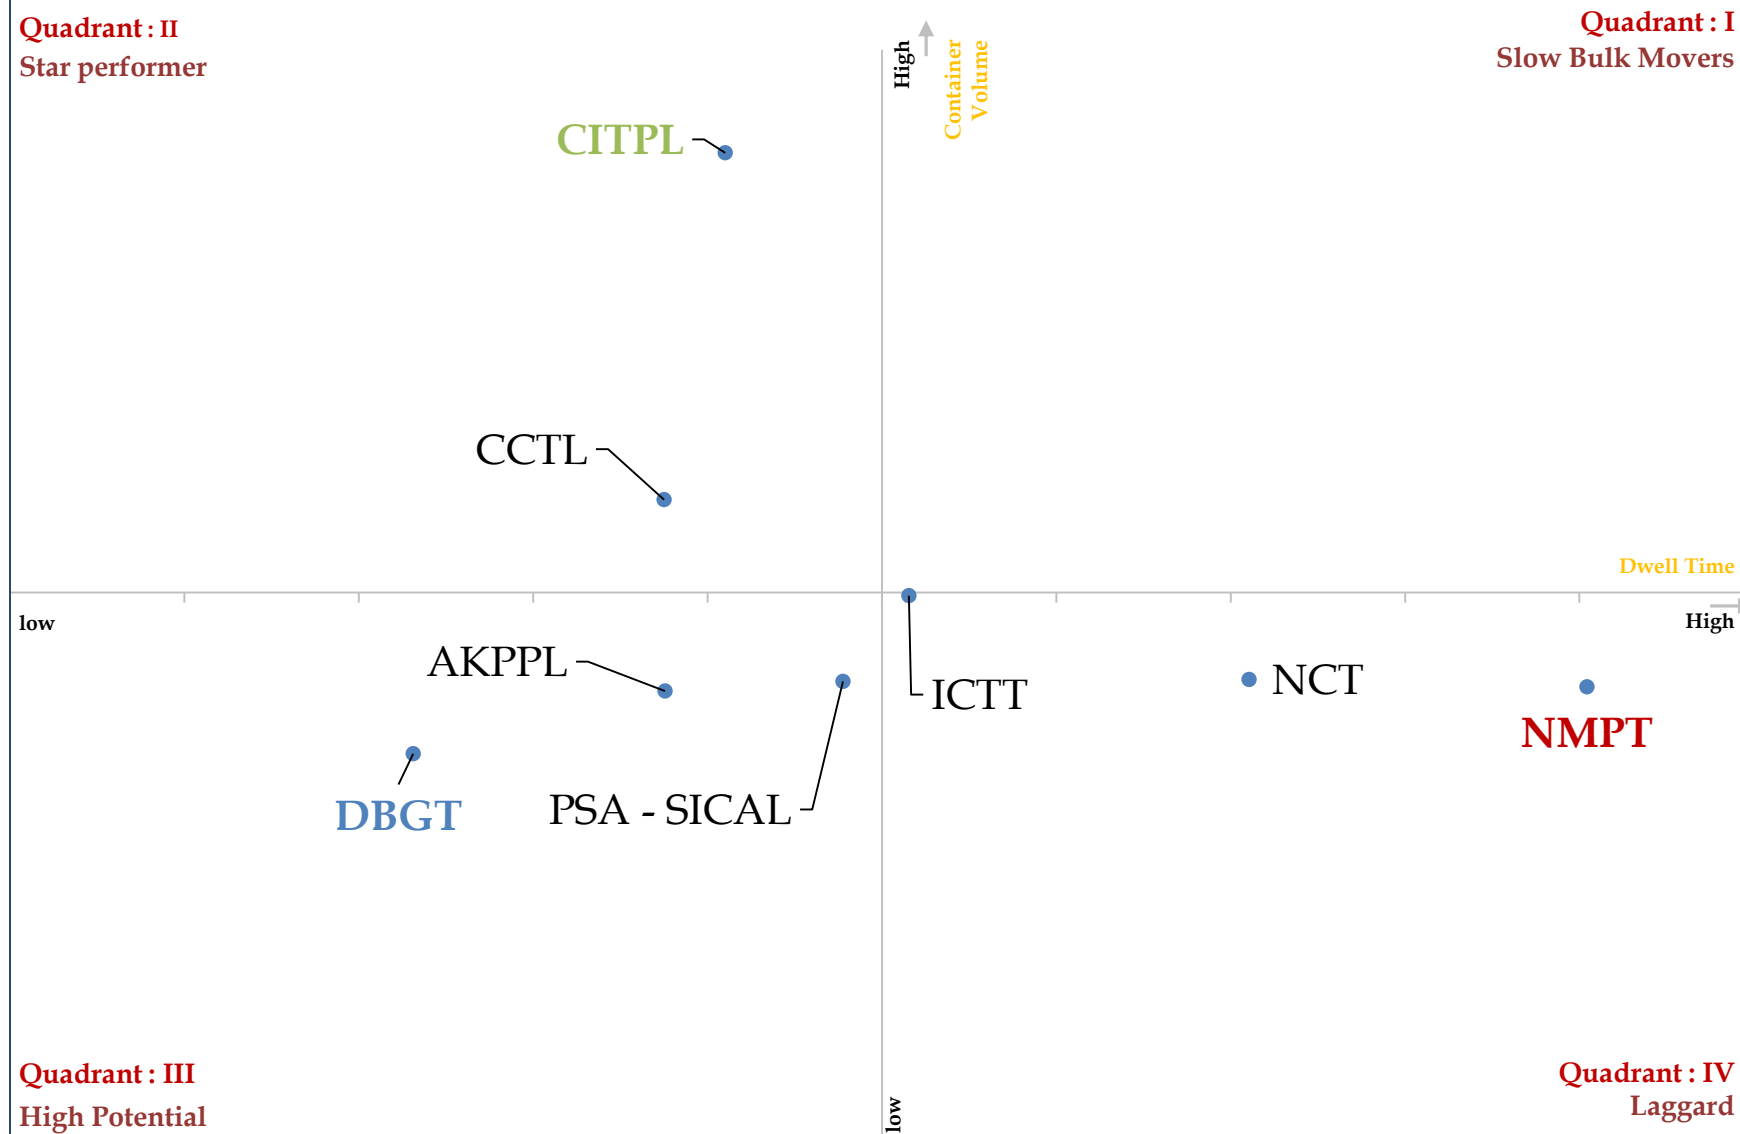 Quadrant : II
Star performer
Quadrant : I
Slow Bulk Movers
High
Container
Volume
CITPL
CCTL
Dwell Time
low
High
AKPPL
ICTT
NCT
NMPT
DBGT
PSA - SICAL
Quadrant : III
High Potential
low
Quadrant : IV
Laggard